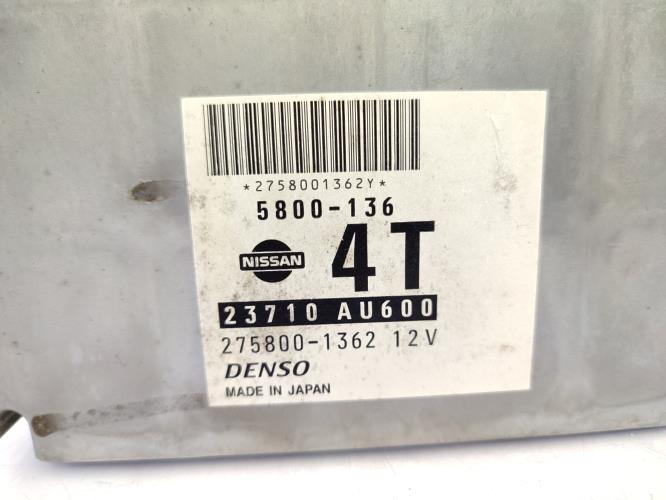 *2758001362Y*
5800-136
NISSAN
4T
23710 AU600
275800-1362 12V
DENSO
MADE IN JAPAN